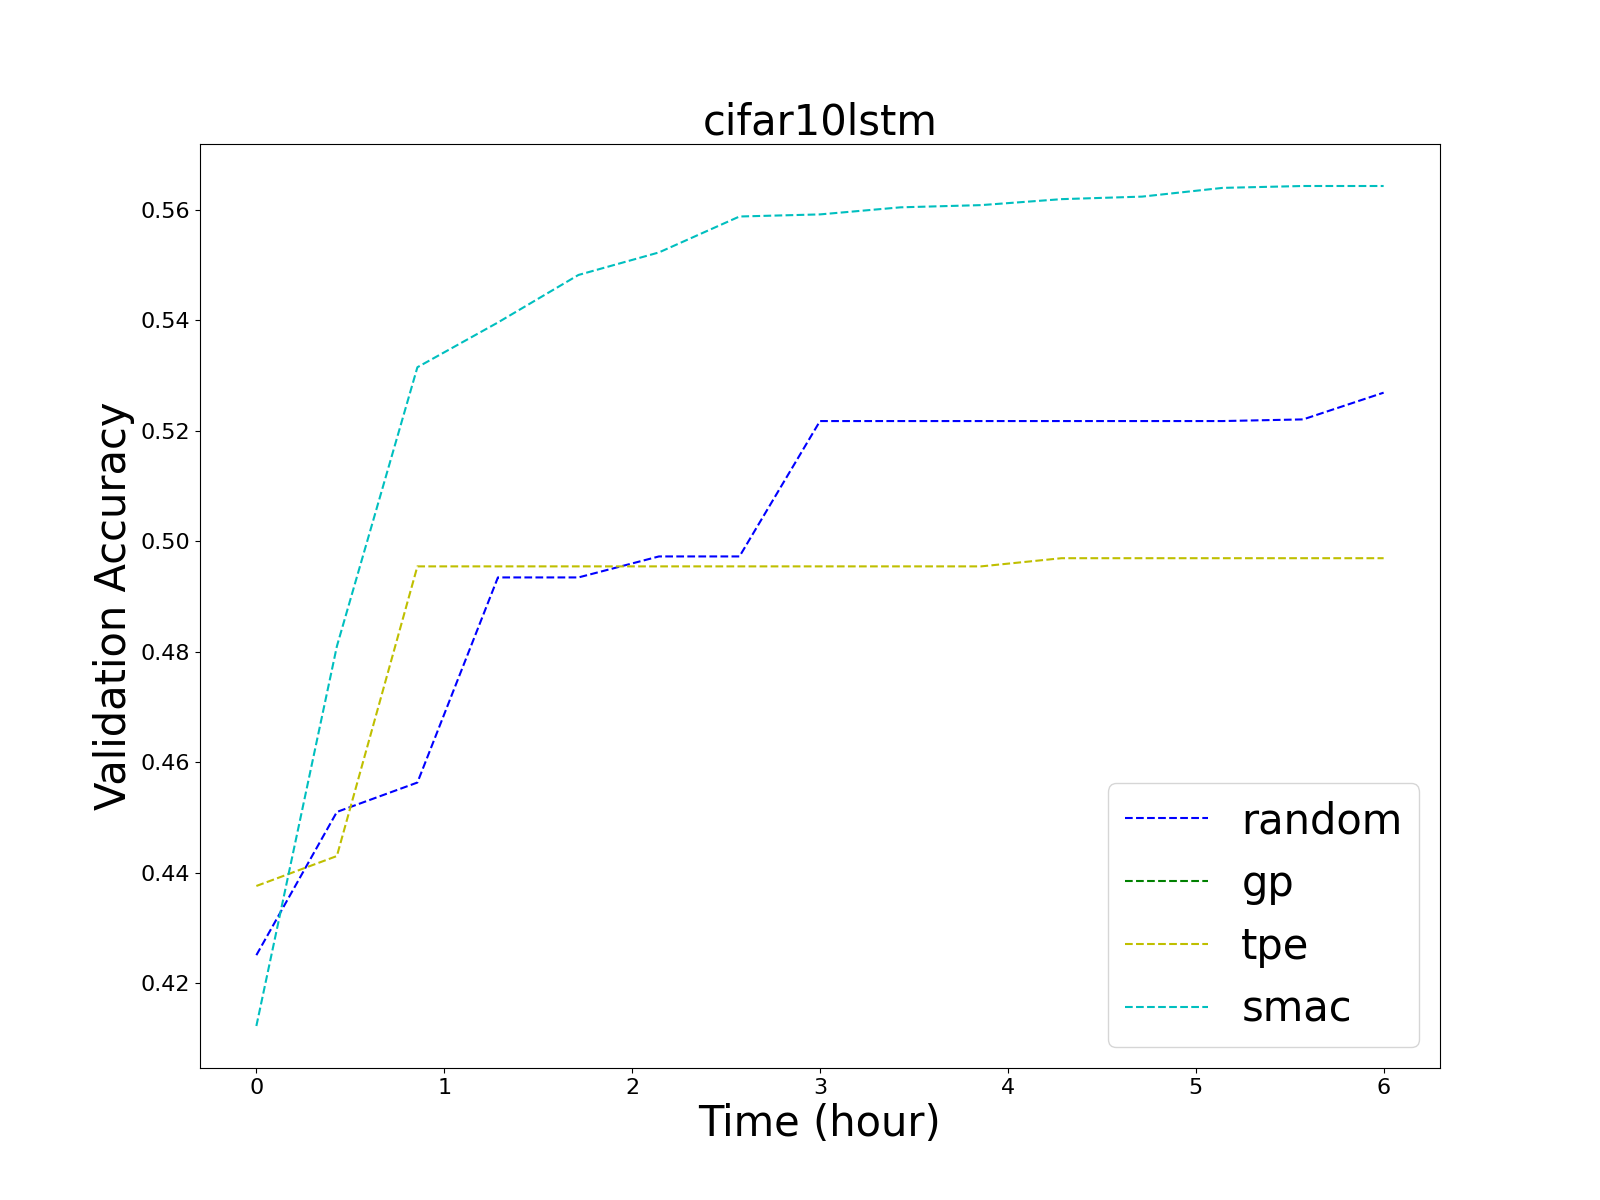 cifar10lstm
0.56
0.54
0.52
0.50
0.48
0.46
0.44
0.42
Validation Accuracy
random
gp
tpe
smac
0 1 2 3 4 5 6
Time (hour)